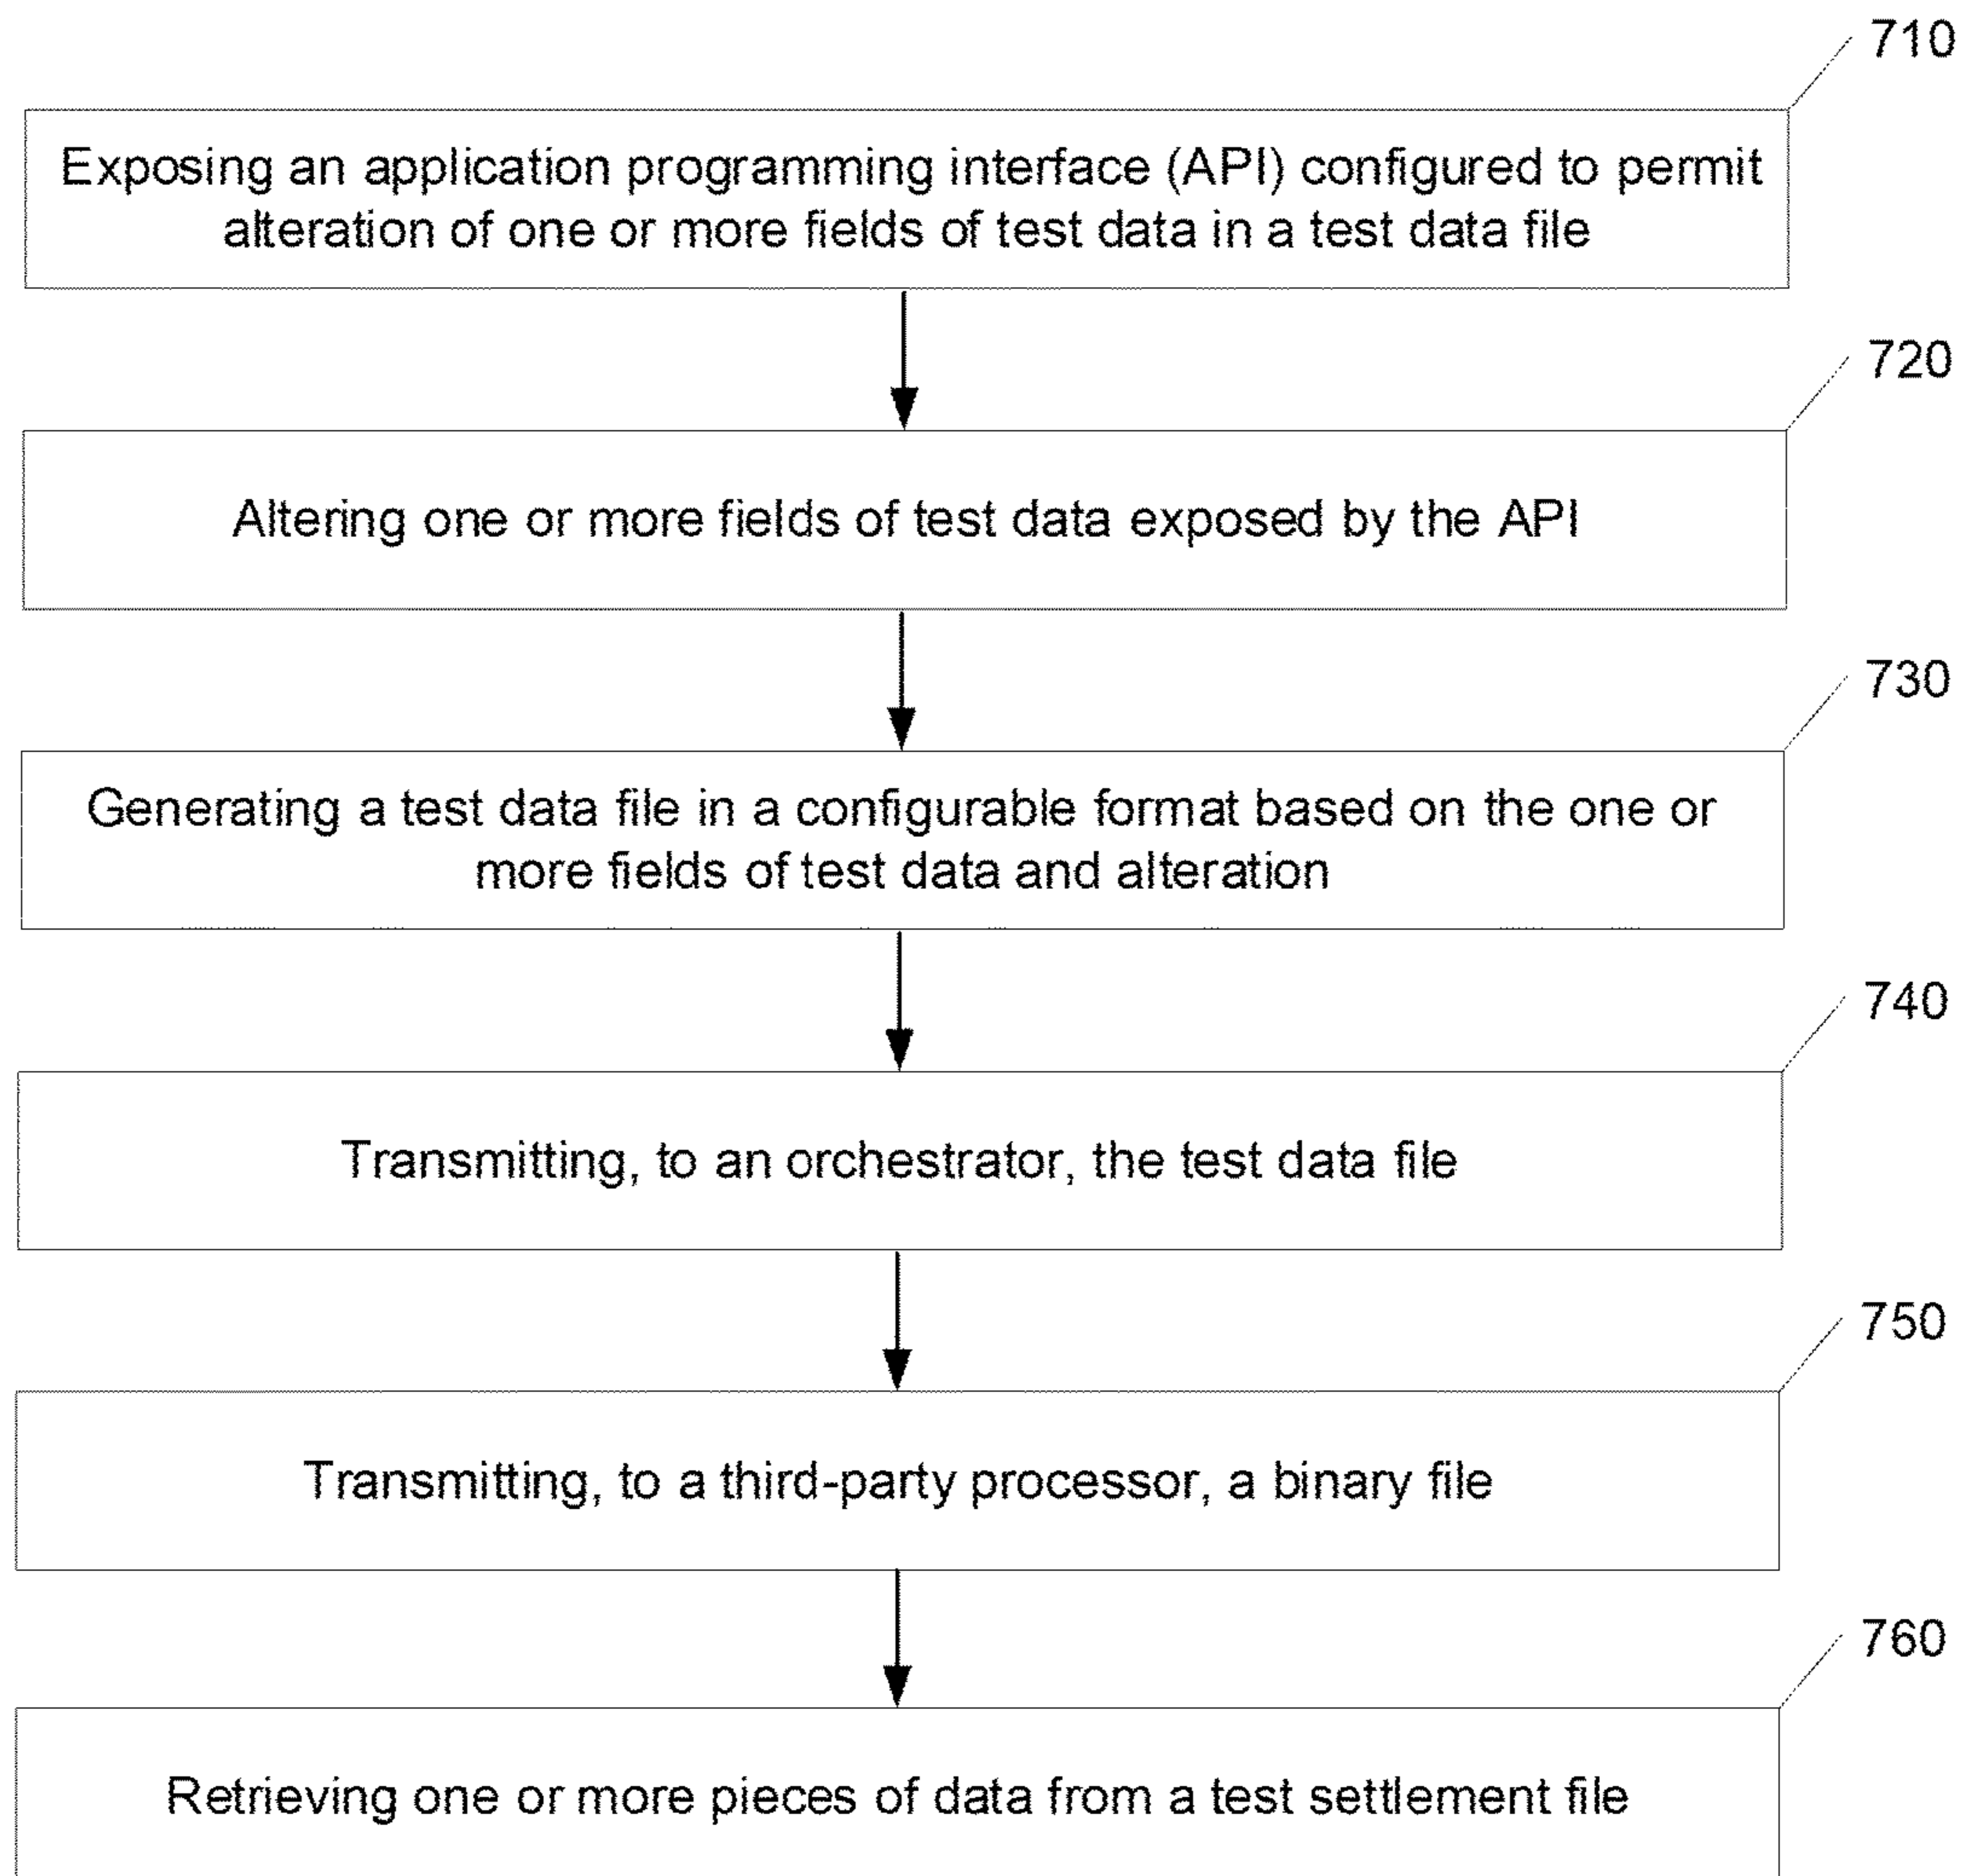 710
Exposing an application programming interface (API) configured to permit
alteration of one or more fields of test data in a test data file
720
Altering one or more fields of test data exposed by the API
730
Generating a test data file in a configurable format based on the one or
more fields of test data and alteration
740
Transmitting, to an orchestrator, the test data file
750
Transmitting, to a third-party processor, a binary file
760
Retrieving one or more pieces of data from a test settlement file